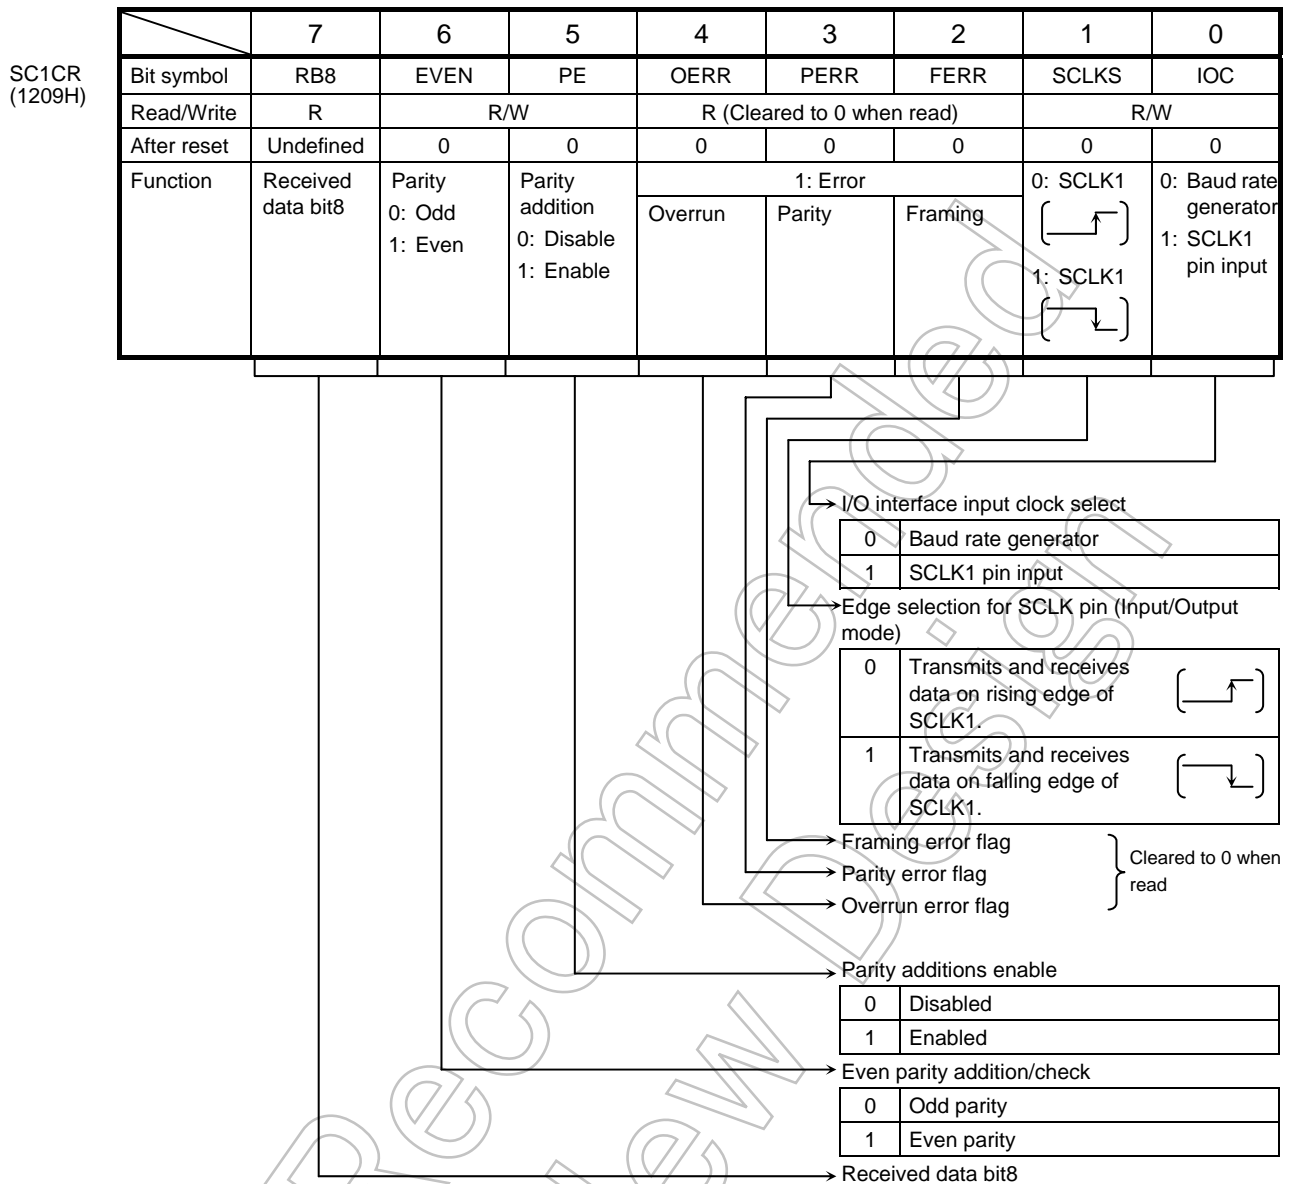 7 6 5 4 3 2 1 0
SC1CR
(1209H)
Bit symbol RB8 EVEN PE OERR PERR FERR SCLKS IOC
Read/Write R R/W R (Cleared to 0 when read) R/W
After reset Undefined 0 0 0 0 0 0 0
Function
Received
data bit8
Parity
0: Odd
1: Even
Parity
addition
0: Disable
1: Enable
1: Error
Overrun Parity Framing
0: SCLK1
1: SCLK1
0: Baud rate
generator
1: SCLK1
pin input
I/O interface input clock select
0 Baud rate generator
1 SCLK1 pin input
Edge selection for SCLK pin (Input/Output
mode)
0 Transmits and receives
data on rising edge of
SCLK1.
1 Transmits and receives
data on falling edge of
SCLK1.
Framing error flag
Parity error flag
Overrun error flag
Cleared to 0 when
read
Parity additions enable
0 Disabled
1 Enabled
Even parity addition/check
0 Odd parity
1 Even parity
Received data bit8
Recommended
New Design